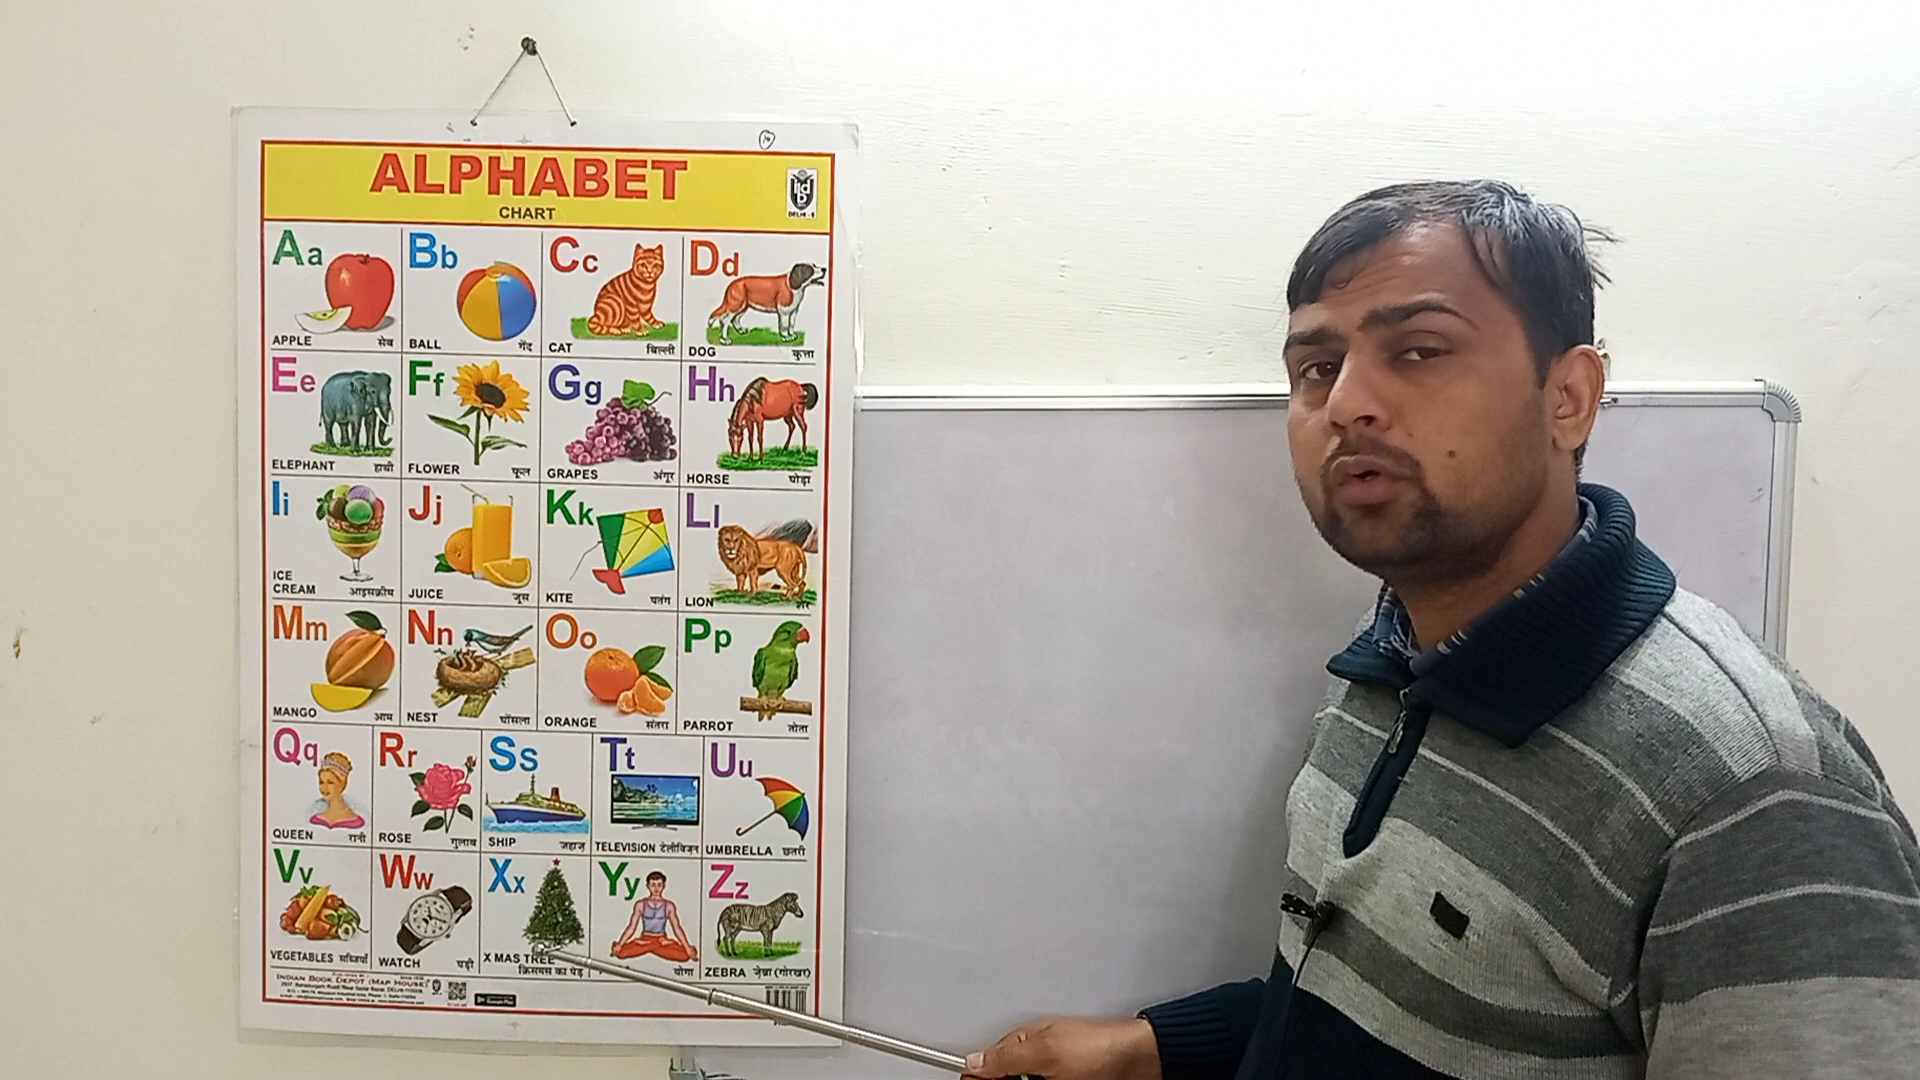 10
ALPHABET
CHART
DELHI - 6
Aa Bb Cc Dd
APPLE सेब BALL गेंद CAT बिल्ली DOG कुत्ता
Ee Ff Gg Hh
ELEPHANT हाथी FLOWER फूल GRAPES अंगूर HORSE घोड़ा
Ii Jj Kk Ll
ICE
CREAM आइसक्रीम JUICE जूस KITE पतंग LION शेर
Mm Nn Oo Pp
MANGO आम NEST घोंसला ORANGE संतरा PARROT तोता
Qq Rr Ss Tt Uu
QUEEN रानी ROSE गुलाब SHIP जहाज़ TELEVISION टेलीविज़न UMBRELLA छतरी
Vv Ww Xx Yy Zz
VEGETABLES सब्जियाँ WATCH घड़ी X MAS TREE योगा ZEBRA ज़ेब्रा (गोरखर)
क्रिसमस का पेड़
INDIAN BOOK DEPOT (MAP HOUSE)